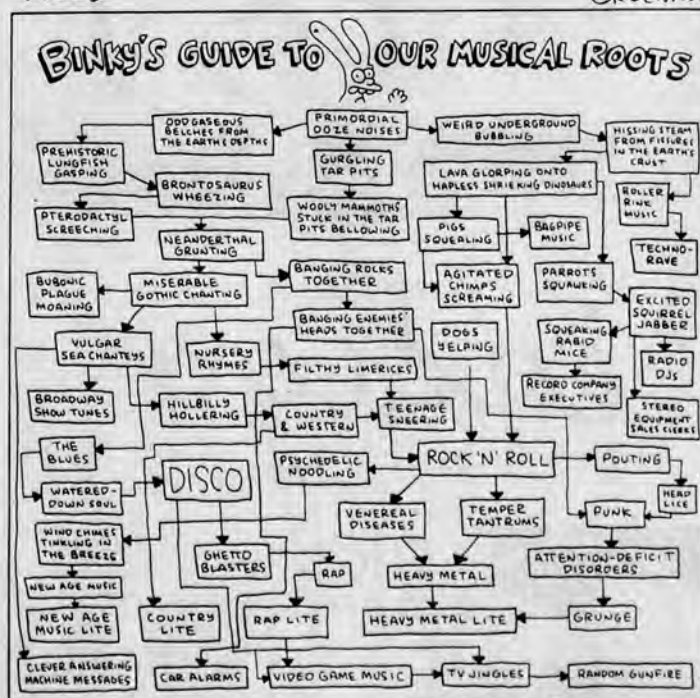 BINKY'S GUIDE TO OUR MUSICAL ROOTS
ODD GASEOUS
BELCHES FROM
THE EARTH'S DEPTHS
PRIMORDIAL
OOZE NOISES
WEIRD UNDERGROUND
BUBBLING
HISSING STEAM
FROM FISSURES
IN THE EARTH'S
CRUST
PREHISTORIC
LUNGFISH
GASPING
GURGLING
TAR PITS
LAVA GLORPING ONTO
HAPLESS SHRIEKING DINOSAURS
BRONTOSAURUS
WHEEZING
ROLLER
RINK
MUSIC
PTERODACTYL
SCREECHING
WOOLY MAMMOTHS
STUCK IN THE TAR
PITS BELLOWING
PIGS
SQUEALING
BAGPIPE
MUSIC
NEANDERTHAL
GRUNTING
TECHNO-
RAVE
BUBONIC
PLAGUE
MOANING
MISERABLE
GOTHIC CHANTING
BANGING ROCKS
TOGETHER
AGITATED
CHIMPS
SCREAMING
PARROTS
SQUAWKING
BANGING ENEMIES'
HEADS TOGETHER
EXCITED
SQUIRREL
JABBER
VULGAR
SEA CHANTEYS
NURSERY
RHYMES
DOGS
YELPING
SQUEAKING
RABID
MICE
FILTHY LIMERICKS
RADIO
DJs
BROADWAY
SHOW TUNES
HILLBILLY
HOLLERING
COUNTRY
& WESTERN
TEENAGE
SNEERING
RECORD COMPANY
EXECUTIVES
STEREO
EQUIPMENT
SALES CLERKS
THE
BLUES
DISCO
PSYCHEDELIC
NOODLING
ROCK 'N' ROLL
POUTING
WATERED-
DOWN SOUL
VENEREAL
DISEASES
TEMPER
TANTRUMS
PUNK
HEAD
LICE
WIND CHIMES
TINKLING IN
THE BREEZE
GHETTO
BLASTERS
RAP
HEAVY METAL
ATTENTION-DEFICIT
DISORDERS
NEW AGE MUSIC
NEW AGE
MUSIC LITE
COUNTRY
LITE
RAP LITE
HEAVY METAL LITE
GRUNGE
CLEVER ANSWERING
MACHINE MESSAGES
CAR ALARMS
VIDEO GAME MUSIC
TV JINGLES
RANDOM GUNFIRE